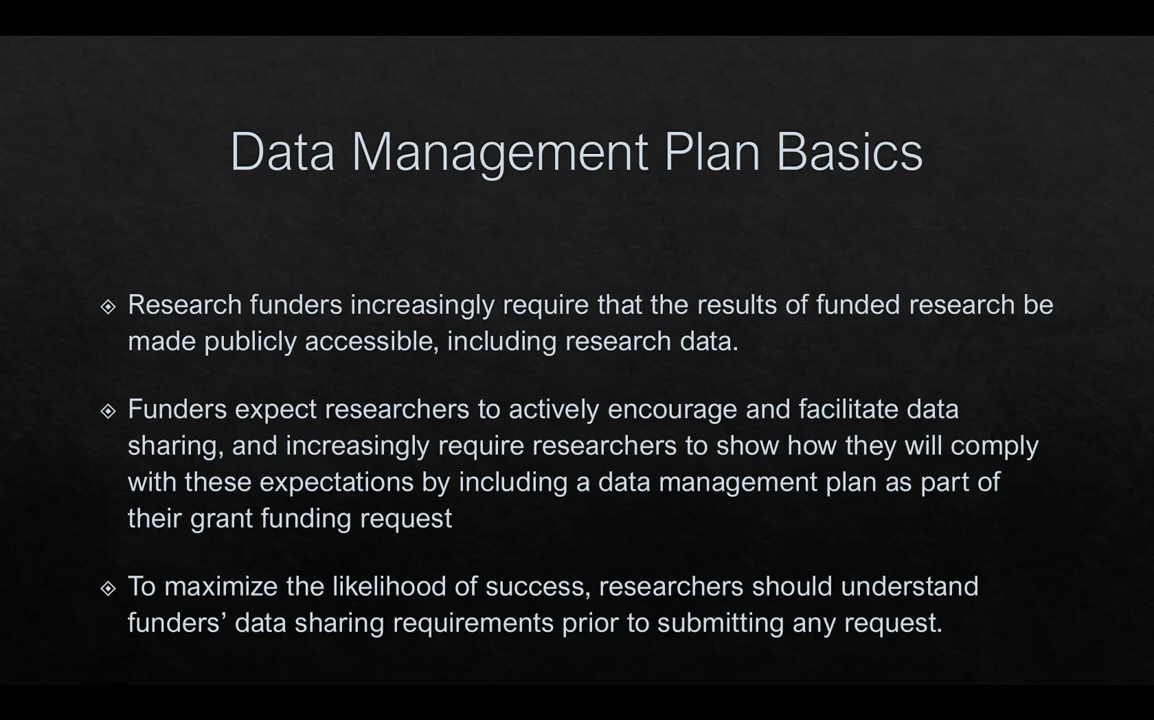 Data Management Plan Basics
Research funders increasingly require that the results of funded research be
made publicly accessible, including research data.
Funders expect researchers to actively encourage and facilitate data
sharing, and increasingly require researchers to show how they will comply
with these expectations by including a data management plan as part of
their grant funding request
To maximize the likelihood of success, researchers should understand
funders’ data sharing requirements prior to submitting any request.